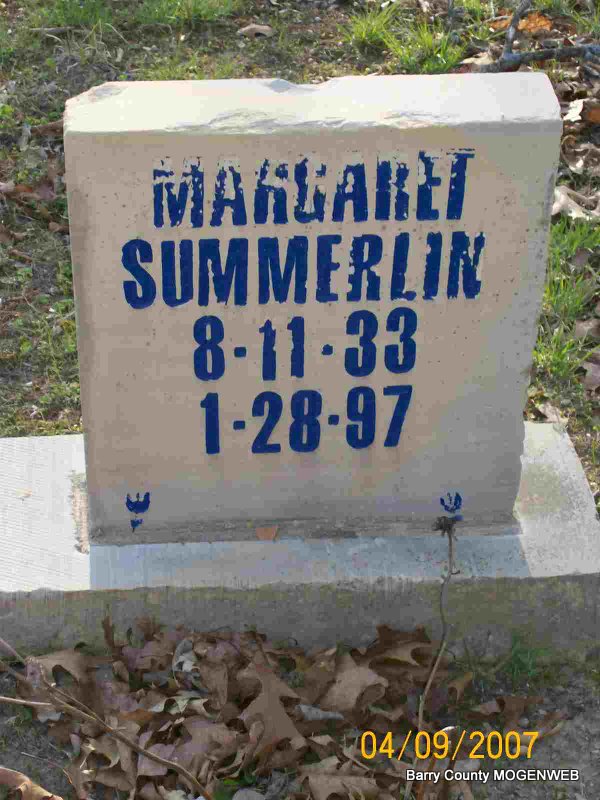 MARGARET
SUMMERLIN
8-11-33
1-28-97
04/09/2007
Barry County MOGENWEB